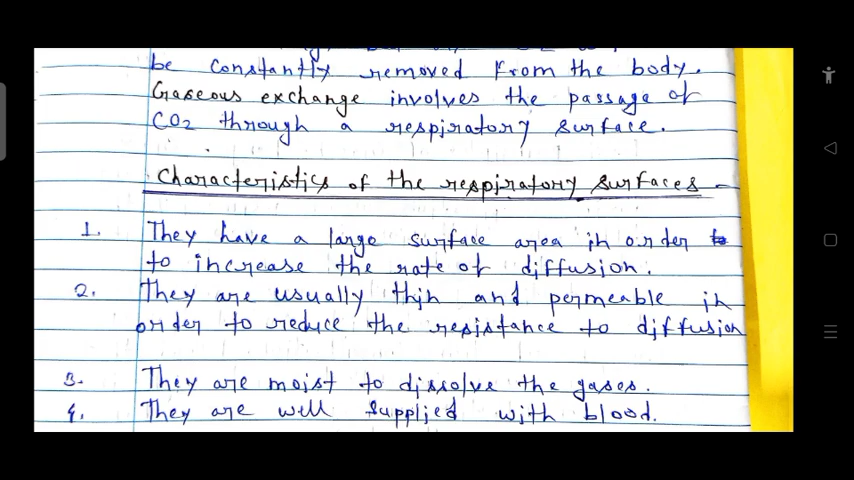 be constantly removed from the body.
Gaseous exchange involves the passage of
CO2 through a respiratory surface.
Characteristics of the respiratory surfaces -
1. They have a large surface area in order to
to increase the rate of diffusion.
2. They are usually thin and permeable in
order to reduce the resistance to diffusion
3. They are moist to dissolve the gases.
4. They are well supplied with blood.